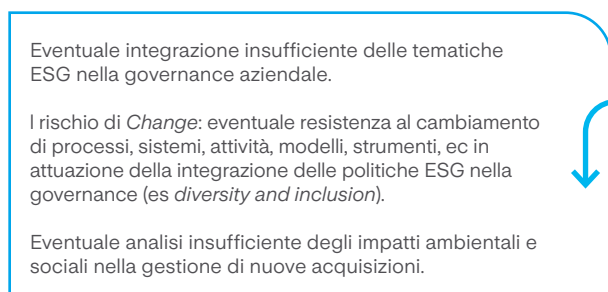 Eventuale integrazione insufficiente delle tematiche
ESG nella governance aziendale.
I rischio di Change: eventuale resistenza al cambiamento
di processi, sistemi, attività, modelli, strumenti, ec in
attuazione della integrazione delle politiche ESG nella
governance (es diversity and inclusion).
Eventuale analisi insufficiente degli impatti ambientali e
sociali nella gestione di nuove acquisizioni.